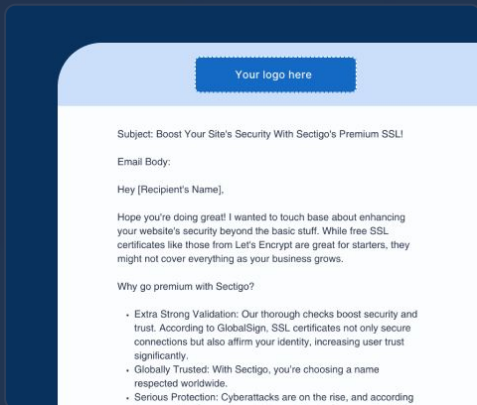 Your logo here
Subject: Boost Your Site's Security With Sectigo's Premium SSL!
Email Body:
Hey [Recipient's Name],
Hope you're doing great! I wanted to touch base about enhancing
your website's security beyond the basic stuff. While free SSL
certificates like those from Let's Encrypt are great for starters, they
might not cover everything as your business grows.
Why go premium with Sectigo?
• Extra Strong Validation: Our thorough checks boost security and
trust. According to GlobalSign, SSL certificates not only secure
connections but also affirm your identity, increasing user trust
significantly.
• Globally Trusted: With Sectigo, you're choosing a name
respected worldwide.
• Serious Protection: Cyberattacks are on the rise, and according